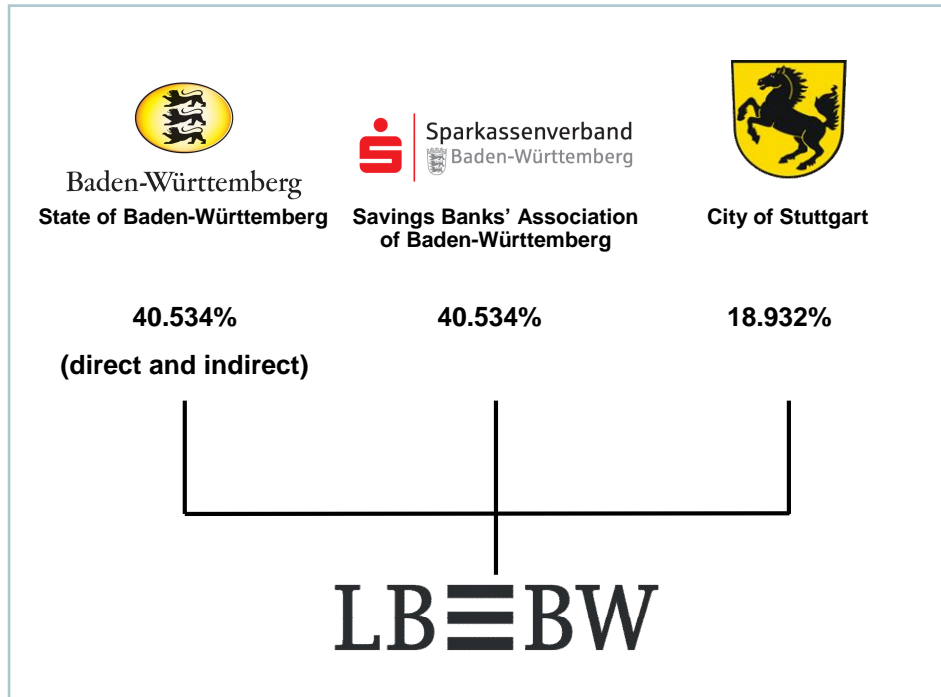 Baden-Württemberg
State of Baden-Württemberg
Sparkassenverband
Baden-Württemberg
Savings Banks' Association
of Baden-Württemberg
City of Stuttgart
40.534%
40.534%
18.932%
(direct and indirect)
LB BW